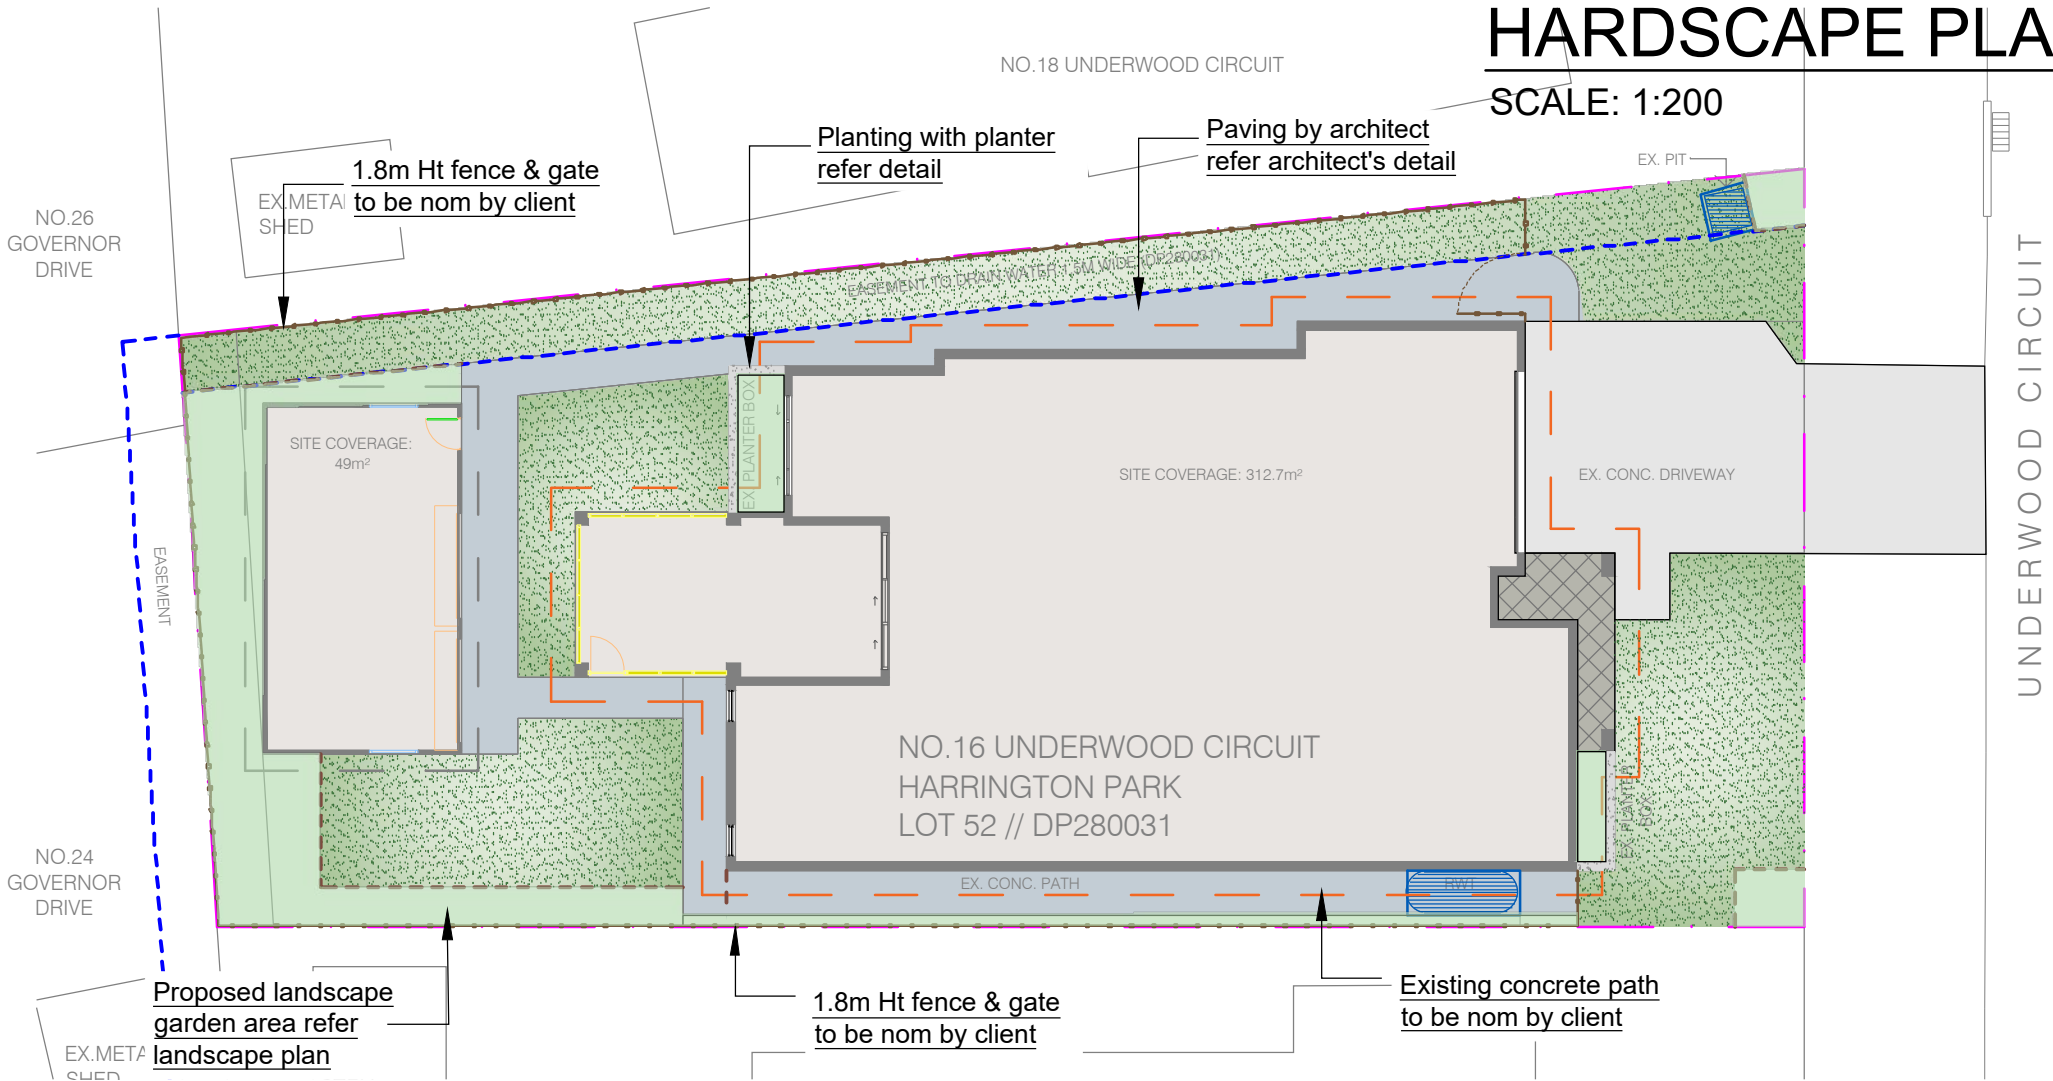 HARDSCAPE PLA
SCALE: 1:200
NO.18 UNDERWOOD CIRCUIT
Planting with planter
refer detail
Paving by architect
refer architect's detail
EX. PIT
1.8m Ht fence & gate
to be nom by client
EX.META
SHED
NO.26
GOVERNOR
DRIVE
EASEMENT TO DRAIN WATER 1.5M WIDE (DP280031)
UNDERWOOD CIRCUIT
SITE COVERAGE:
49m²
EX. PLANTER BOX
SITE COVERAGE: 312.7m²
EX. CONC. DRIVEWAY
EASEMENT
NO.16 UNDERWOOD CIRCUIT
HARRINGTON PARK
LOT 52 // DP280031
EX. PLANTER
BOX
NO.24
GOVERNOR
DRIVE
EX. CONC. PATH
RWT
Proposed landscape
garden area refer
landscape plan
1.8m Ht fence & gate
to be nom by client
Existing concrete path
to be nom by client
EX.META
SHED